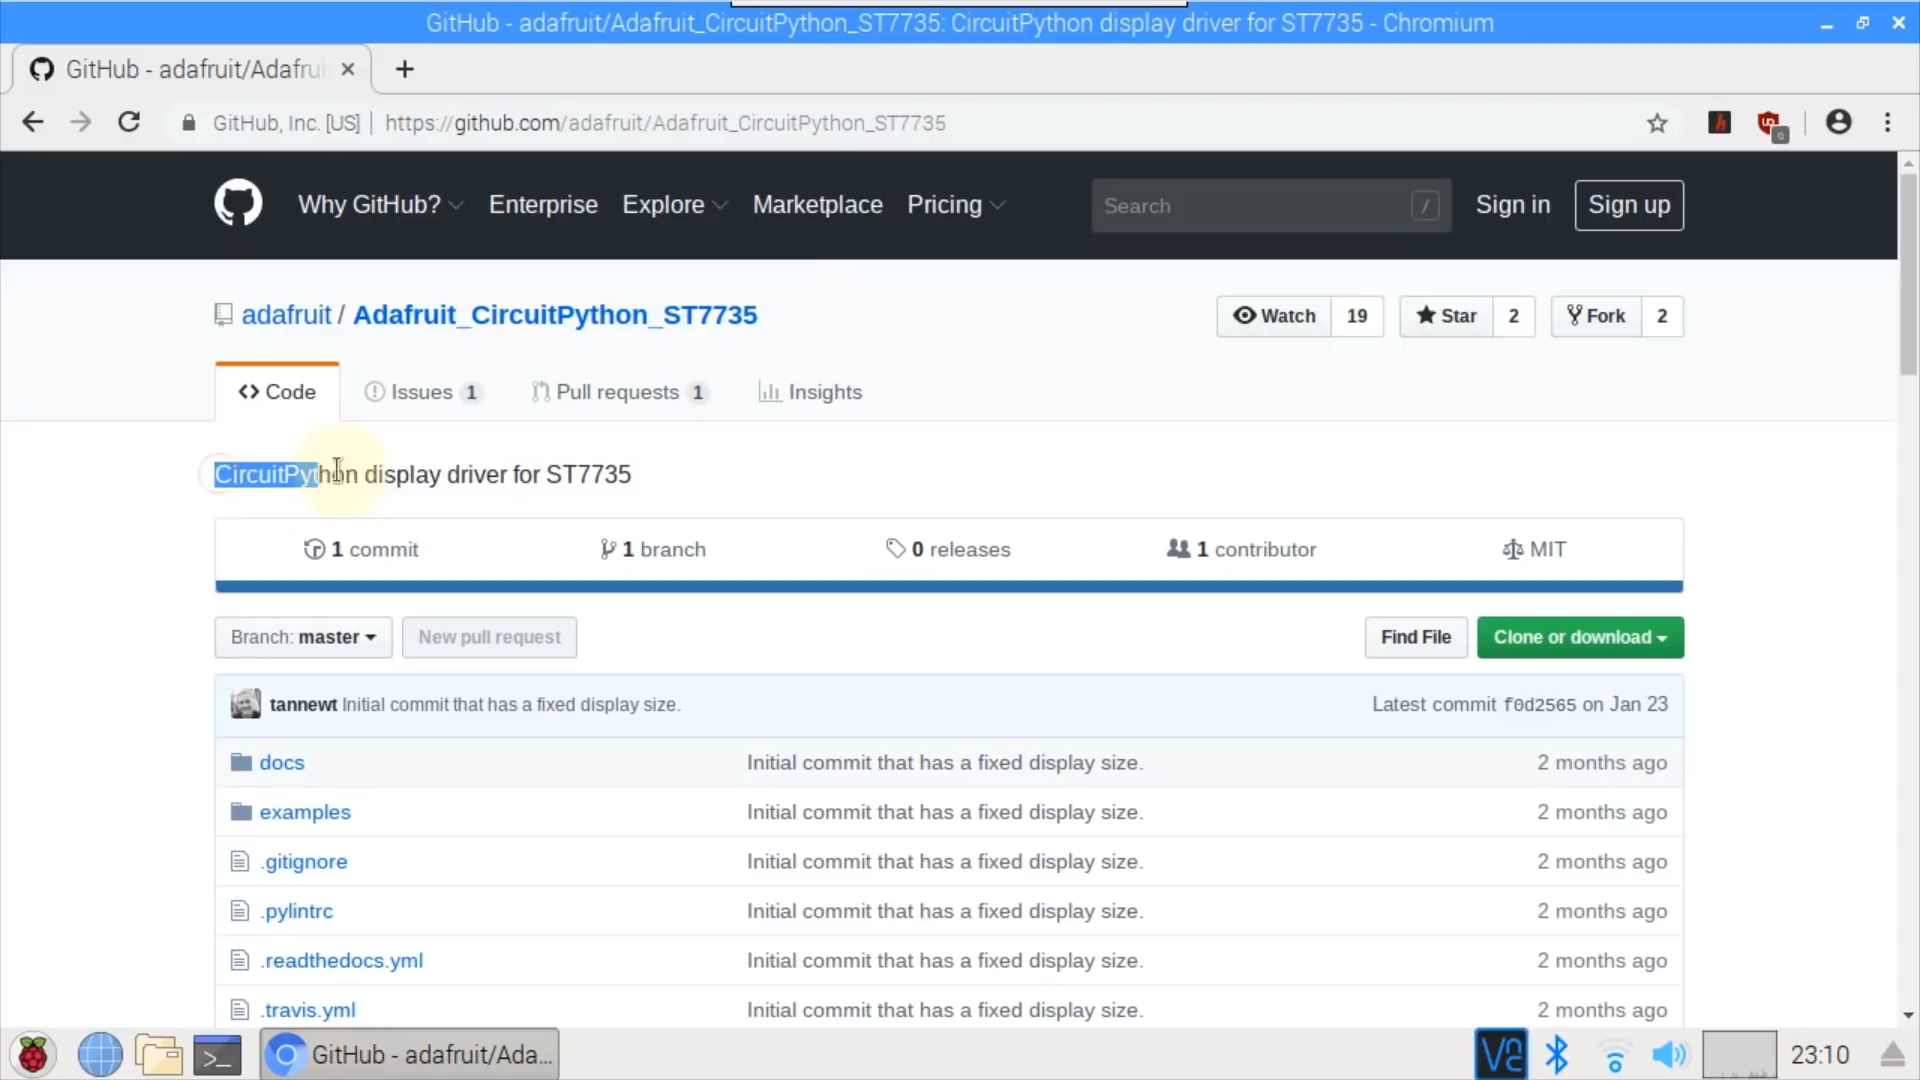 GitHub - adafruit/Adafruit_CircuitPython_ST7735: CircuitPython display driver for ST7735 - Chromium
GitHub - adafruit/Adafrui
GitHub, Inc. [US] | https://github.com/adafruit/Adafruit_CircuitPython_ST7735
Why GitHub? Enterprise Explore Marketplace Pricing Search / Sign in Sign up
adafruit / Adafruit_CircuitPython_ST7735 Watch 19 Star 2 Fork 2
Code Issues 1 Pull requests 1 Insights
CircuitPython display driver for ST7735
1 commit 1 branch 0 releases 1 contributor MIT
Branch: master New pull request Find File Clone or download
tannewt Initial commit that has a fixed display size. Latest commit f0d2565 on Jan 23
docs Initial commit that has a fixed display size. 2 months ago
examples Initial commit that has a fixed display size. 2 months ago
.gitignore Initial commit that has a fixed display size. 2 months ago
.pylintrc Initial commit that has a fixed display size. 2 months ago
.readthedocs.yml Initial commit that has a fixed display size. 2 months ago
.travis.yml Initial commit that has a fixed display size. 2 months ago
GitHub - adafruit/Ada... 23:10